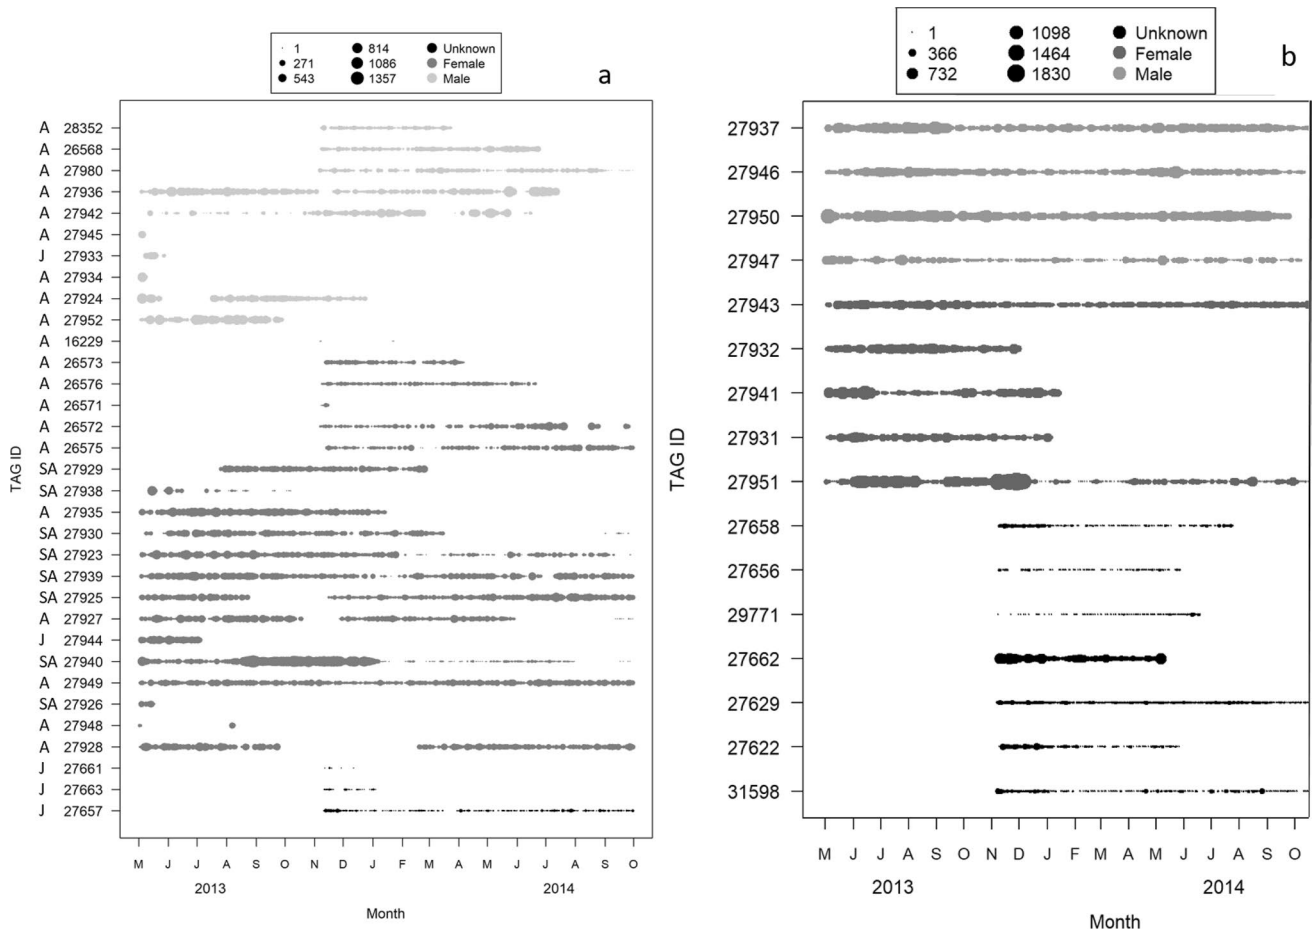 1 814 Unknown
271 1086 Female
543 1357 Male
a
A 28352
A 26568
A 27980
A 27936
A 27942
A 27945
J 27933
A 27934
A 27924
A 27952
A 16229
A 26573
A 26576
A 26571
A 26572
A 26575
SA 27929
SA 27938
A 27935
SA 27930
SA 27923
SA 27939
SA 27925
A 27927
J 27944
SA 27940
A 27949
SA 27926
A 27948
A 27928
J 27661
J 27663
J 27657
TAG ID
M J J A S O N D J F M A M J J A S O
2013 2014
Month
1 1098 Unknown
366 1464 Female
732 1830 Male
b
27937
27946
27950
27947
27943
27932
27941
27931
27951
27658
27656
29771
27662
27629
27622
31598
TAG ID
M J J A S O N D J F M A M J J A S O
2013 2014
Month